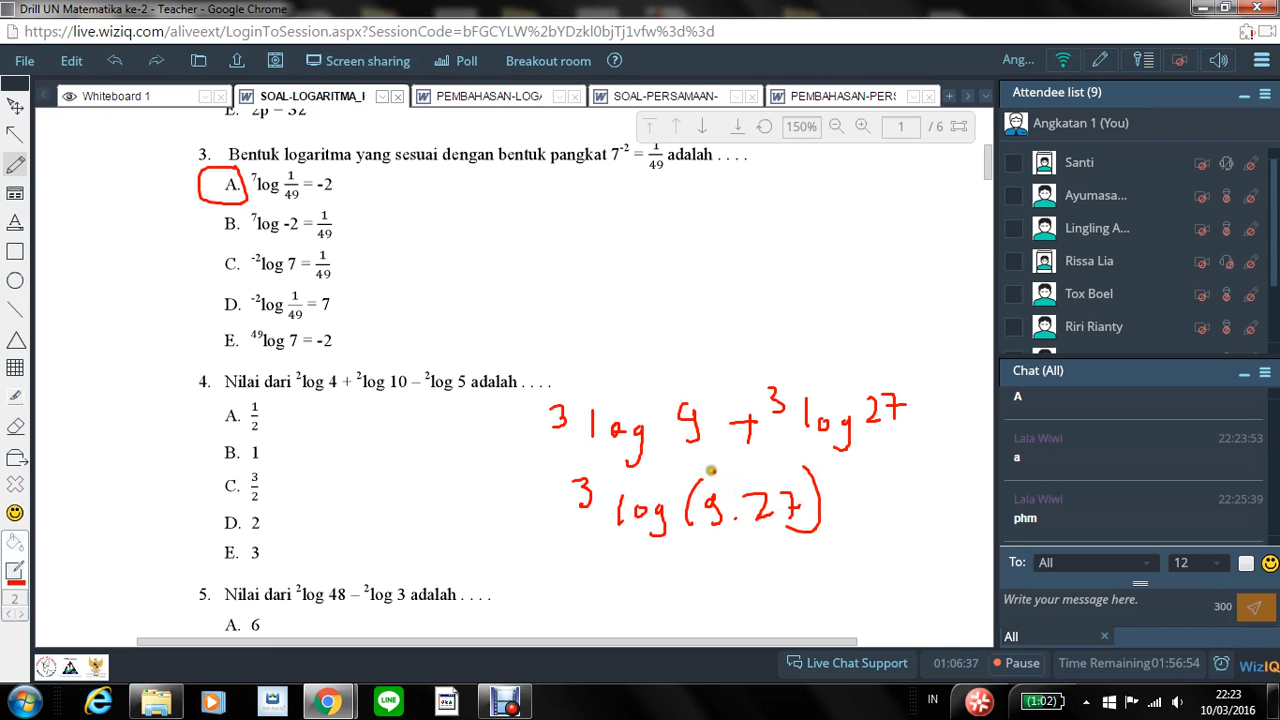 Drill UN Matematika ke-2 - Teacher - Google Chrome
https://live.wiziq.com/aliveext/LoginToSession.aspx?SessionCode=bFGCYLW%2bYDzkl0bjTj1vfw%3d%3d
File Edit Screen sharing Poll Breakout room Ang...
Whiteboard 1 SOAL-LOGARITMA_I PEMBAHASAN-LOGA SOAL-PERSAMAAN- PEMBAHASAN-PERS
Attendee list (9)
150% 1 / 6
Angkatan 1 (You)
E. 2p = 32
3. Bentuk logaritma yang sesuai dengan bentuk pangkat 7⁻² = 1/49 adalah . . . .
A. ⁷log 1/49 = -2
B. ⁷log -2 = 1/49
C. ⁻²log 7 = 1/49
D. ⁻²log 1/49 = 7
E. ⁴⁹log 7 = -2
4. Nilai dari ²log 4 + ²log 10 – ²log 5 adalah . . . .
A. 1/2
B. 1
C. 3/2
D. 2
E. 3
³log 9 + ³log 27
³log (9.27)
5. Nilai dari ²log 48 – ²log 3 adalah . . . .
A. 6
Santi
Ayumasa...
Lingling A...
Rissa Lia
Tox Boel
Riri Rianty
Chat (All)
A
Lala Wiwi 22:23:53
a
Lala Wiwi 22:25:39
phm
To: All 12
Write your message here. 300
All
2
Live Chat Support 01:06:37 Pause Time Remaining 01:56:54 WizIQ
IN (1:02) 22:23
10/03/2016